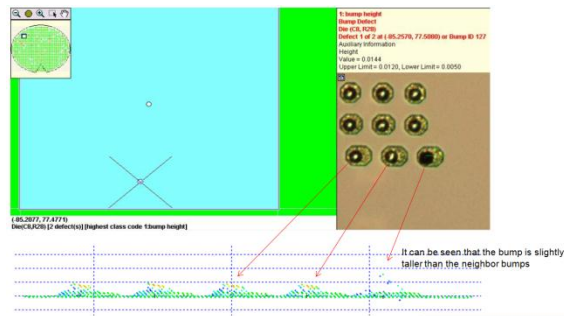 1: bump height
Bump Defect
Die (C8, R28)
Defect 1 of 2 at (-85.2570, 77.5000) or Bump ID 127
Auxiliary Information
Height
Value = 0.0144
Upper Limit = 0.0120, Lower Limit = 0.0050
(-85.2077, 77.4771)
Die(C8,R28) [2 defect(s)] [highest class code 1:bump height]
It can be seen that the bump is slightly
taller than the neighbor bumps